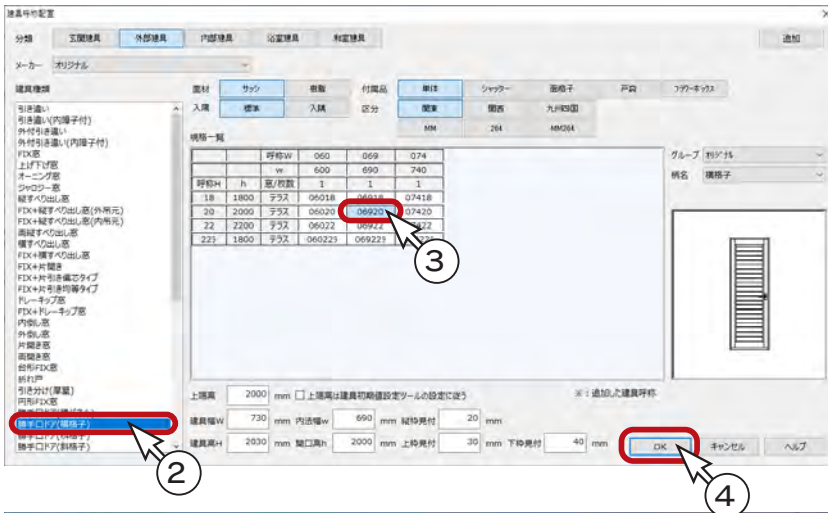 建具呼称配置
分類 玄関建具 外部建具 内部建具 浴室建具 和室建具 追加
メーカー オリジナル
建具種類
引き違い
引き違い(内障子付)
外付引き違い
外付引き違い(内障子付)
FIX窓
上げ下げ窓
オーニング窓
ジャロジー窓
縦すべり出し窓
FIX+縦すべり出し窓(外吊元)
FIX+縦すべり出し窓(内吊元)
両縦すべり出し窓
横すべり出し窓
FIX+横すべり出し窓
FIX+片開き
FIX+片引き偏芯タイプ
FIX+片引き均等タイプ
ドレーキップ窓
FIX+ドレーキップ窓
内倒し窓
外倒し窓
片開き窓
両開き窓
台形FIX窓
折れ戸
引き分け(單最)
円形FIX窓
勝手口ドア(横格子)
勝手口ドア(斜格子)
面材 サッシ 樹脂 付属品 単体 シャッター 面格子 戸袋 フラワーボックス
入隅 標準 入隅 区分 関東 関西 九州四国
MM 204 MM204
規格一覧
呼称W 060 069 074
w 600 690 740
呼称H h 窓/枚数 1 1 1
18 1800 テラス 06018 06918 07418
20 2000 テラス 06020 06920 07420
22 2200 テラス 06022 06922
1800 テラス
グループ オリジナル
柄名 横格子
上端高 2000 mm 上端高は建具初期値設定ツールの設定に従う ※:追加した建具呼称
建具幅W 730 mm 内法幅w 690 mm 縦枠見付 20 mm
建具高H 2030 mm 開口高h 2000 mm 上枠見付 30 mm 下枠見付 40 mm
OK キャンセル ヘルプ
2
3
4